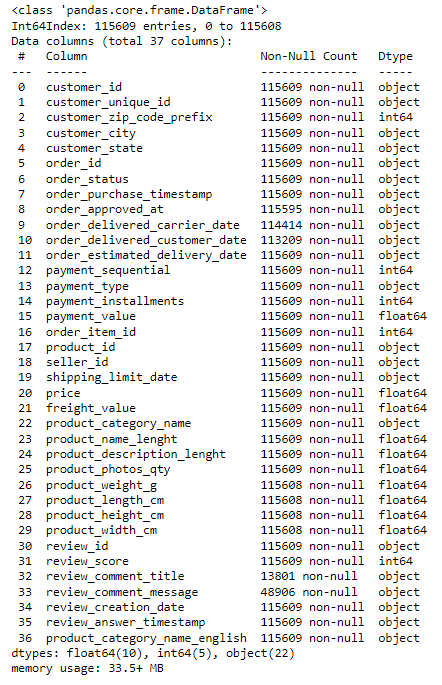 <class 'pandas.core.frame.DataFrame'>
Int64Index: 115609 entries, 0 to 115608
Data columns (total 37 columns):
 #   Column                         Non-Null Count   Dtype
---  ------                         --------------   -----
 0   customer_id                    115609 non-null  object
 1   customer_unique_id             115609 non-null  object
 2   customer_zip_code_prefix       115609 non-null  int64
 3   customer_city                  115609 non-null  object
 4   customer_state                 115609 non-null  object
 5   order_id                       115609 non-null  object
 6   order_status                   115609 non-null  object
 7   order_purchase_timestamp       115609 non-null  object
 8   order_approved_at              115595 non-null  object
 9   order_delivered_carrier_date   114414 non-null  object
 10  order_delivered_customer_date  113209 non-null  object
 11  order_estimated_delivery_date  115609 non-null  object
 12  payment_sequential             115609 non-null  int64
 13  payment_type                   115609 non-null  object
 14  payment_installments           115609 non-null  int64
 15  payment_value                  115609 non-null  float64
 16  order_item_id                  115609 non-null  int64
 17  product_id                     115609 non-null  object
 18  seller_id                      115609 non-null  object
 19  shipping_limit_date            115609 non-null  object
 20  price                          115609 non-null  float64
 21  freight_value                  115609 non-null  float64
 22  product_category_name          115609 non-null  object
 23  product_name_lenght            115609 non-null  float64
 24  product_description_lenght     115609 non-null  float64
 25  product_photos_qty             115609 non-null  float64
 26  product_weight_g               115608 non-null  float64
 27  product_length_cm              115608 non-null  float64
 28  product_height_cm              115608 non-null  float64
 29  product_width_cm               115608 non-null  float64
 30  review_id                      115609 non-null  object
 31  review_score                   115609 non-null  int64
 32  review_comment_title           13801 non-null   object
 33  review_comment_message         48906 non-null   object
 34  review_creation_date           115609 non-null  object
 35  review_answer_timestamp        115609 non-null  object
 36  product_category_name_english  115609 non-null  object
dtypes: float64(10), int64(5), object(22)
memory usage: 33.5+ MB